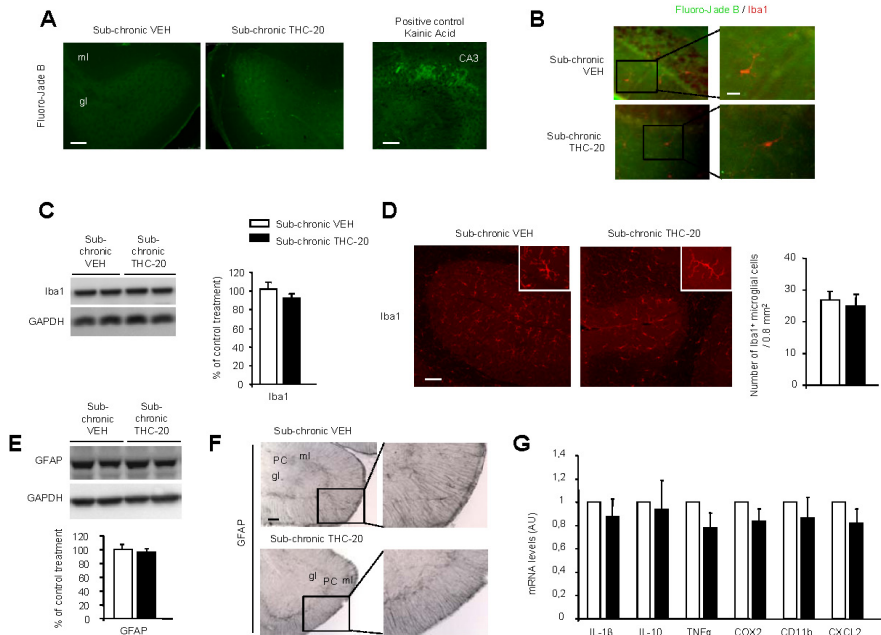 A
Sub-chronic VEH
Sub-chronic THC-20
Positive control
Kainic Acid
Fluoro-Jade B
ml
gl
CA3
B
Fluoro-Jade B / Iba1
Sub-chronic
VEH
Sub-chronic
THC-20
C
Sub-
chronic
VEH
Sub-
chronic
THC-20
Iba1
GAPDH
Sub-chronic VEH
Sub-chronic THC-20
% of control treatment
120
100
80
60
40
20
0
Iba1
D
Sub-chronic VEH
Sub-chronic THC-20
Iba1
Number of Iba1+ microglial cells
/ 0.8 mm²
40
30
20
10
0
E
Sub-
chronic
VEH
Sub-
chronic
THC-20
GFAP
GAPDH
% of control treatment
120
100
80
60
40
20
0
GFAP
F
Sub-chronic VEH
GFAP
PC
ml
gl
Sub-chronic THC-20
gl
PC
ml
G
mRNA levels (AU)
1,4
1,2
1
0,8
0,6
0,4
0,2
0
IL-1β
IL-10
TNFα
COX2
CD11b
CXCL2